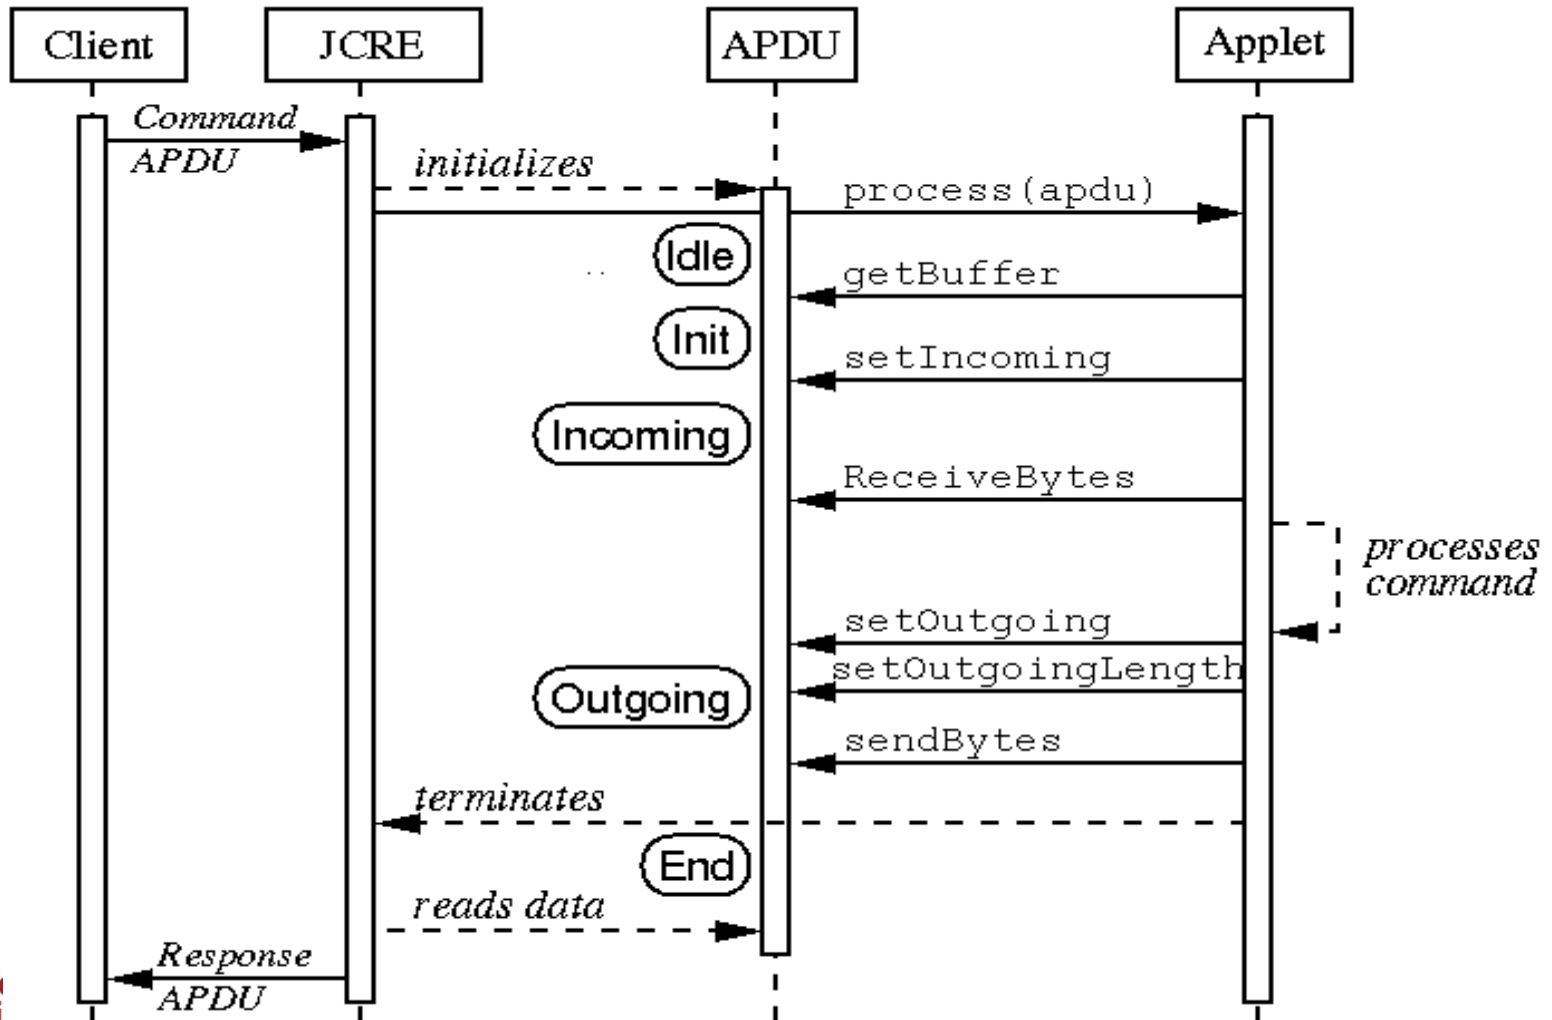 Client
JCRE
APDU
Applet
Command
APDU
initializes
process(apdu)
Idle
getBuffer
Init
setIncoming
Incoming
ReceiveBytes
processes
command
setOutgoing
setOutgoingLength
Outgoing
sendBytes
terminates
End
reads data
Response
APDU